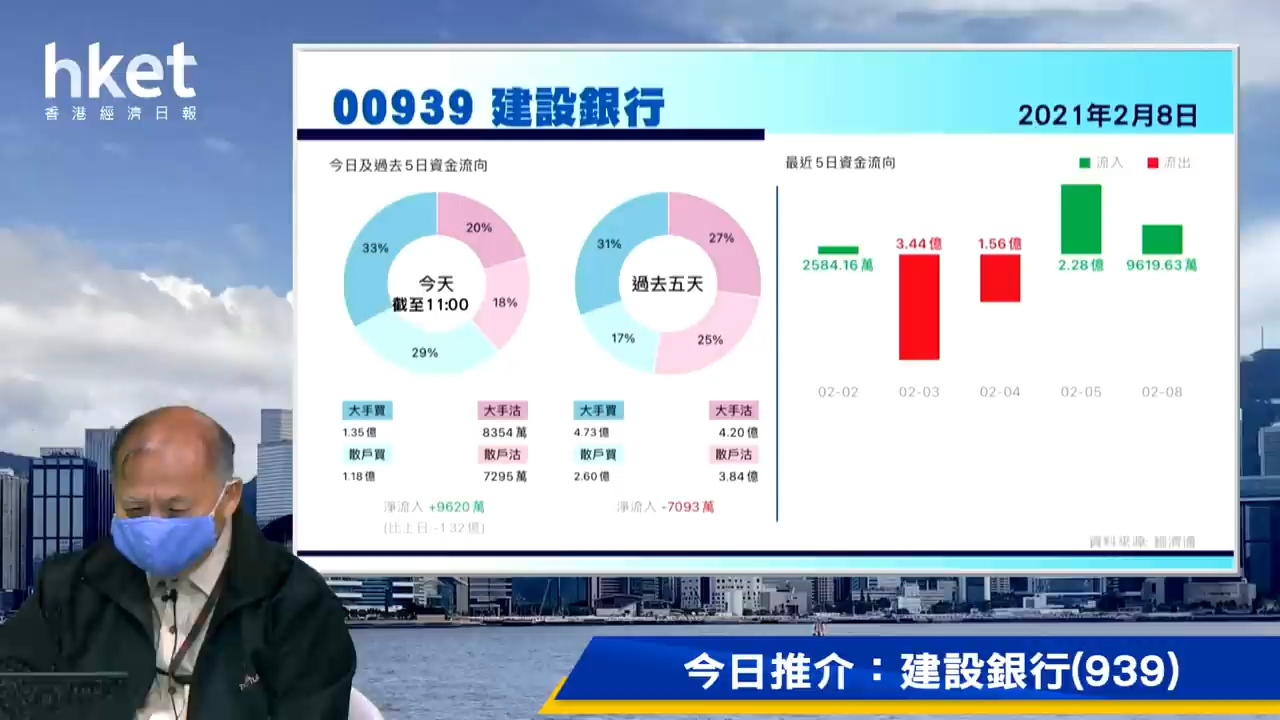 hket
香港經濟日報
00939 建設銀行
2021年2月8日
今日及過去5日資金流向
最近5日資金流向
流入
流出
33%
20%
18%
29%
今天
截至11:00
31%
27%
25%
17%
過去五天
2584.16萬
3.44億
1.56億
2.28億
9619.63萬
02-02
02-03
02-04
02-05
02-08
大手買
大手沽
大手買
大手沽
1.35億
8354萬
4.73億
4.20億
散戶買
散戶沽
散戶買
散戶沽
1.18億
7295萬
2.60億
3.84億
淨流入 +9620萬
淨流入 -7093萬
(比上日:-1.32億)
資料來源: 經濟通
今日推介：建設銀行(939)